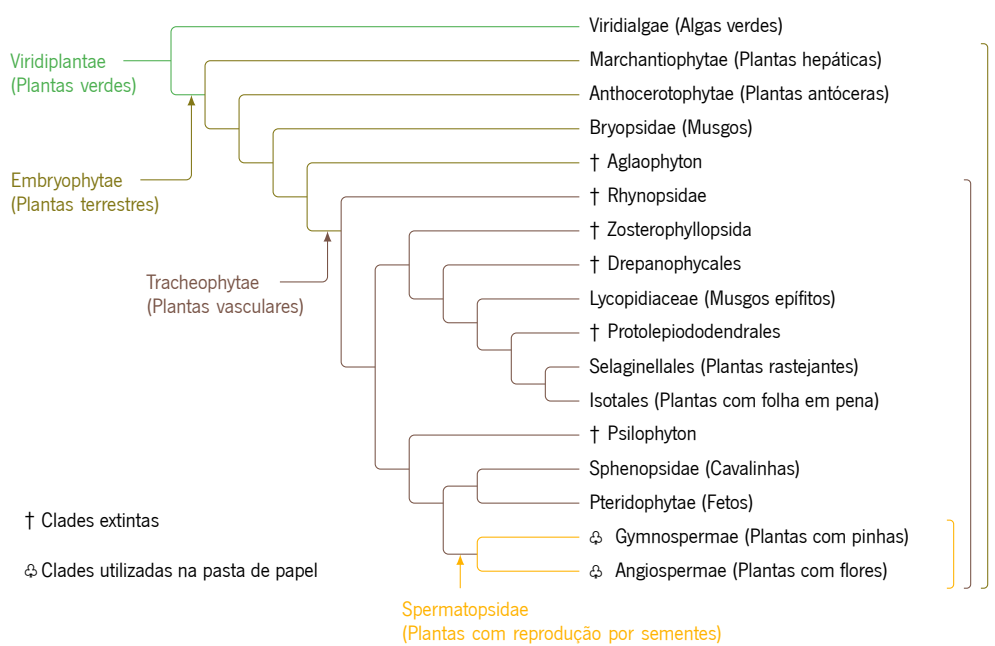 Viridialgae (Algas verdes)
Viridiplantae
(Plantas verdes)
Marchantiophytae (Plantas hepáticas)
Anthocerotophytae (Plantas antóceras)
Bryopsidae (Musgos)
† Aglaophyton
Embryophytae
(Plantas terrestres)
† Rhynopsidae
† Zosterophyllopsida
† Drepanophycales
Tracheophytae
(Plantas vasculares)
Lycopidiaceae (Musgos epífitos)
† Protolepiododendrales
Selaginellales (Plantas rastejantes)
Isotales (Plantas com folha em pena)
† Psilophyton
Sphenopsidae (Cavalinhas)
Pteridophytae (Fetos)
† Clades extintas
♧ Gymnospermae (Plantas com pinhas)
♧ Clades utilizadas na pasta de papel
♧ Angiospermae (Plantas com flores)
Spermatopsidae
(Plantas com reprodução por sementes)